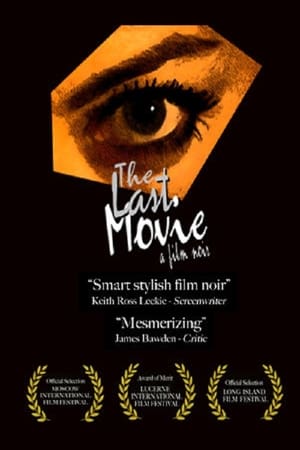 The
Last
Movie
a film noir
“Smart stylish film noir”
Keith Ross Leckie - Screenwriter
“Mesmerizing”
James Bawden - Critic
Official Selection
MOSCOW
INTERNATIONAL
FILM FESTIVAL
Award of Merit
LUCERNE
INTERNATIONAL
FILM FESTIVAL
Official Selection
LONG ISLAND
FILM FESTIVAL